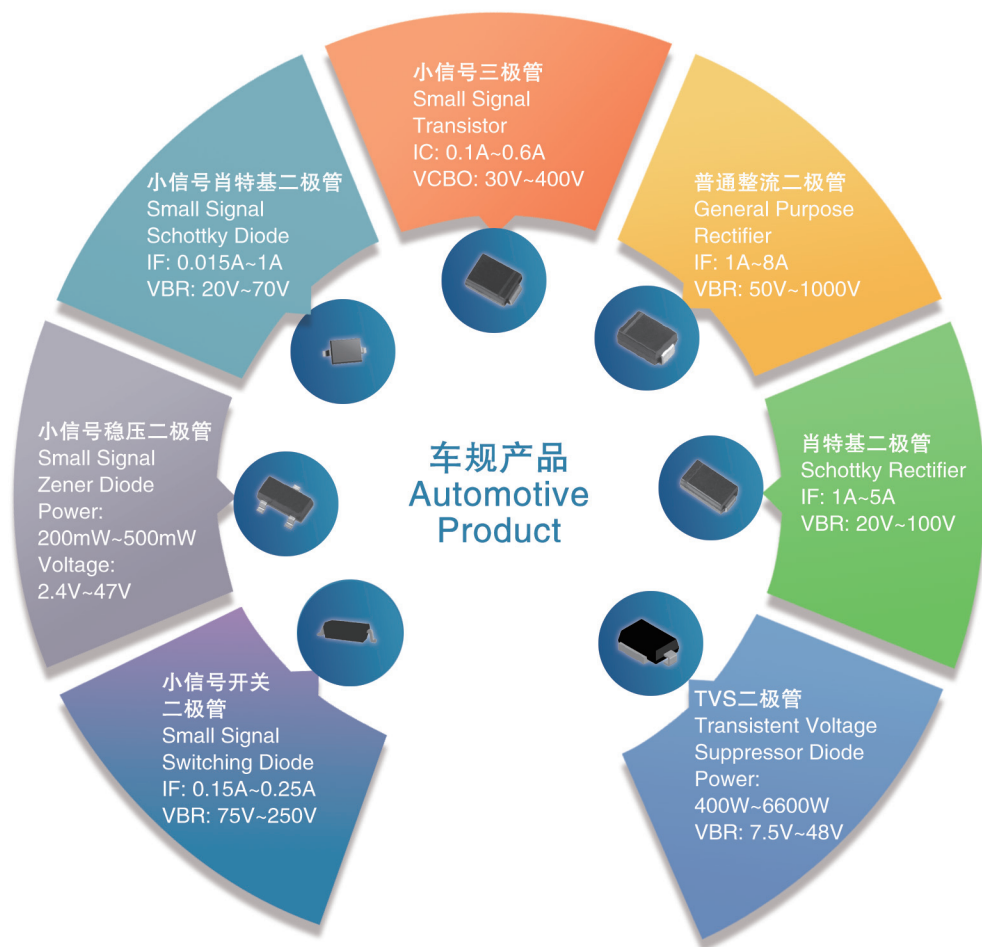 小信号三极管
Small Signal
Transistor
IC: 0.1A~0.6A
VCBO: 30V~400V
小信号肖特基二极管
Small Signal
Schottky Diode
IF: 0.015A~1A
VBR: 20V~70V
普通整流二极管
General Purpose
Rectifier
IF: 1A~8A
VBR: 50V~1000V
小信号稳压二极管
Small Signal
Zener Diode
Power:
200mW~500mW
Voltage:
2.4V~47V
车规产品
Automotive
Product
肖特基二极管
Schottky Rectifier
IF: 1A~5A
VBR: 20V~100V
小信号开关
二极管
Small Signal
Switching Diode
IF: 0.15A~0.25A
VBR: 75V~250V
TVS二极管
Transistent Voltage
Suppressor Diode
Power:
400W~6600W
VBR: 7.5V~48V